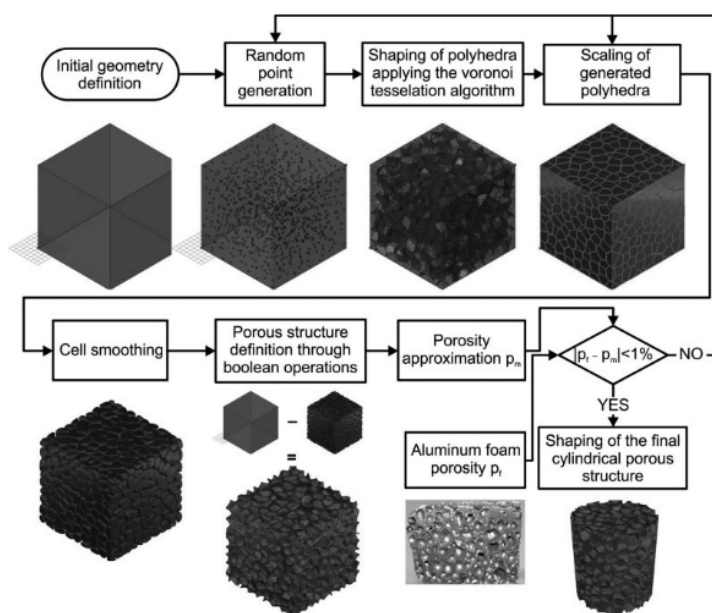 Initial geometry
definition
Random
point
generation
Shaping of polyhedra
applying the voronoi
tesselation algorithm
Scaling of
generated
polyhedra
Cell smoothing
Porous structure
definition through
boolean operations
Porosity
approximation pₘ
|p_f − pₘ|<1%
NO
YES
Aluminum foam
porosity p_f
Shaping of the final
cylindrical porous
structure
−
=